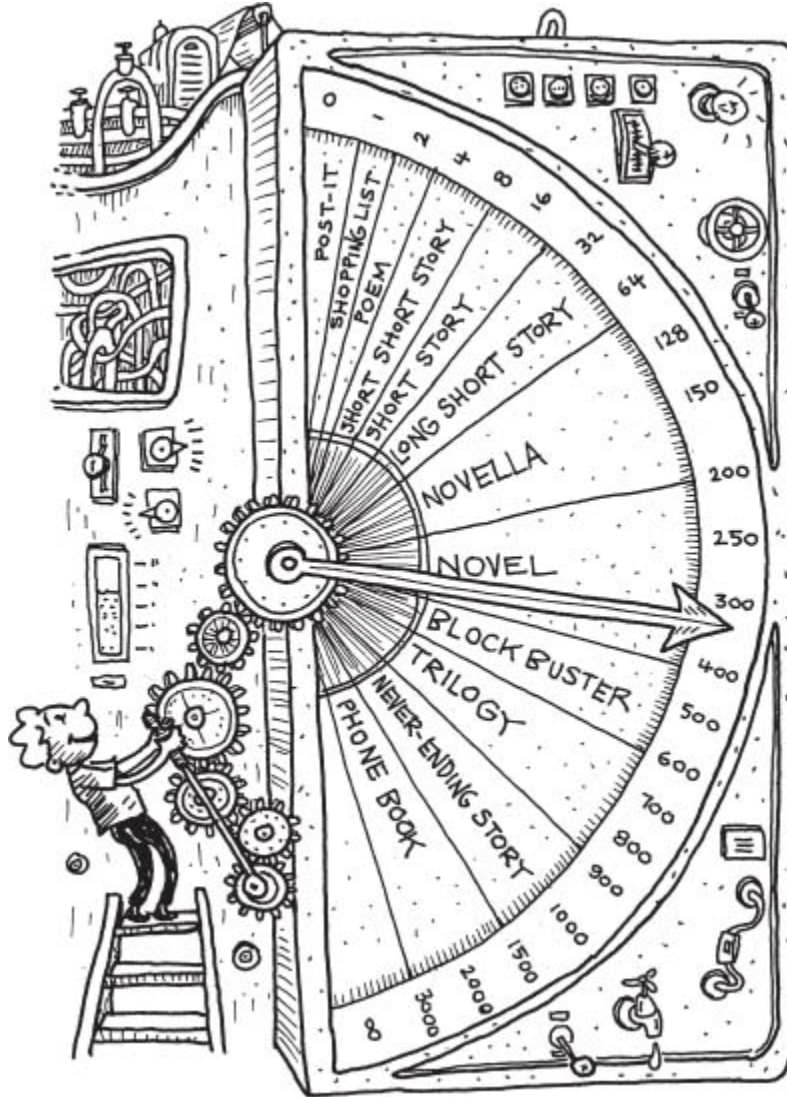 0
1
2
4
8
16
32
64
128
150
200
250
300
400
500
600
700
800
900
1000
1500
2000
3000
∞
POST-IT
SHOPPING LIST
POEM
SHORT SHORT STORY
SHORT STORY
LONG SHORT STORY
NOVELLA
NOVEL
BLOCKBUSTER
TRILOGY
NEVER-ENDING STORY
PHONE BOOK